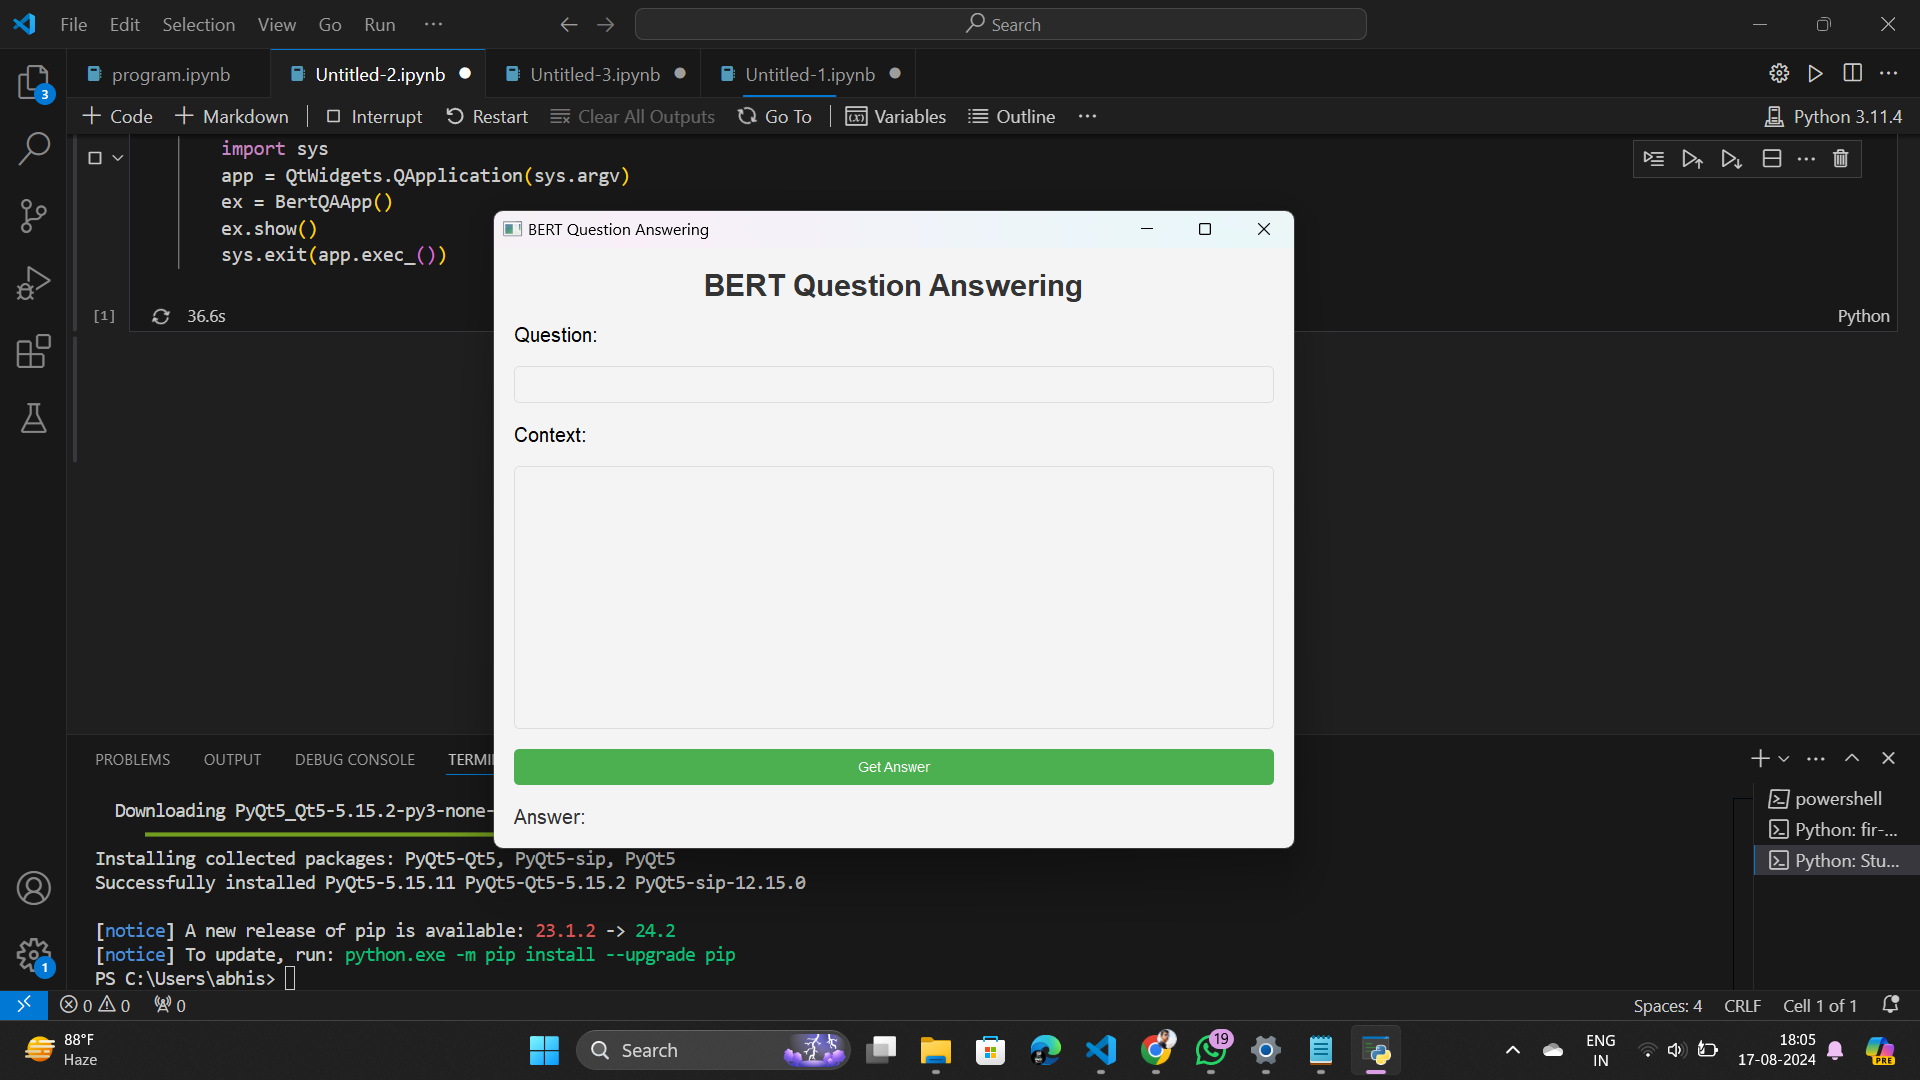 File Edit Selection View Go Run ···
Search
program.ipynb Untitled-2.ipynb Untitled-3.ipynb Untitled-1.ipynb
+ Code + Markdown Interrupt Restart Clear All Outputs Go To Variables Outline ··· Python 3.11.4
import sys
app = QtWidgets.QApplication(sys.argv)
ex = BertQAApp()
ex.show()
sys.exit(app.exec_())
[1] 36.6s Python
BERT Question Answering
BERT Question Answering
Question:
Context:
Get Answer
Answer:
3
1
PROBLEMS OUTPUT DEBUG CONSOLE TERMI
Downloading PyQt5_Qt5-5.15.2-py3-none-
Installing collected packages: PyQt5-Qt5, PyQt5-sip, PyQt5
Successfully installed PyQt5-5.15.11 PyQt5-Qt5-5.15.2 PyQt5-sip-12.15.0
[notice] A new release of pip is available: 23.1.2 -> 24.2
[notice] To update, run: python.exe -m pip install --upgrade pip
PS C:\Users\abhis>
powershell
Python: fir-...
Python: Stu...
0 0 0 Spaces: 4 CRLF Cell 1 of 1
88°F
Haze
Search
19
ENG
IN
18:05
17-08-2024
PRE